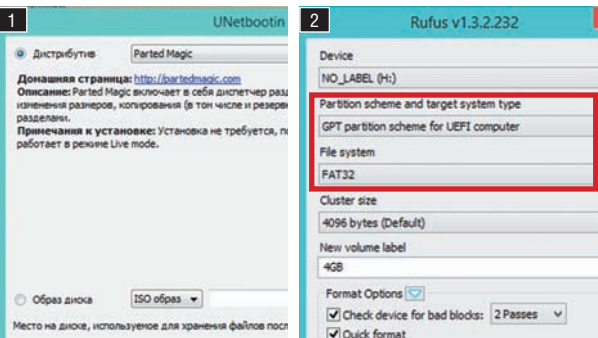 1
UNetbootin
Дистрибутив
Parted Magic
Домашняя страница: http://partedmagic.com
Описание: Parted Magic включает в себя диспетчер разд
изменения размеров, копирования (в том числе и резерв
разделами.
Примечания к установке: Установка не требуется, по
работает в режиме Live mode.
Образ диска
ISO образ
Место на диске, используемое для хранения файлов посл
2
Rufus v1.3.2.232
Device
NO_LABEL (H:)
Partition scheme and target system type
GPT partition scheme for UEFI computer
File system
FAT32
Cluster size
4096 bytes (Default)
New volume label
4GB
Format Options
Check device for bad blocks: 2 Passes
Quick format